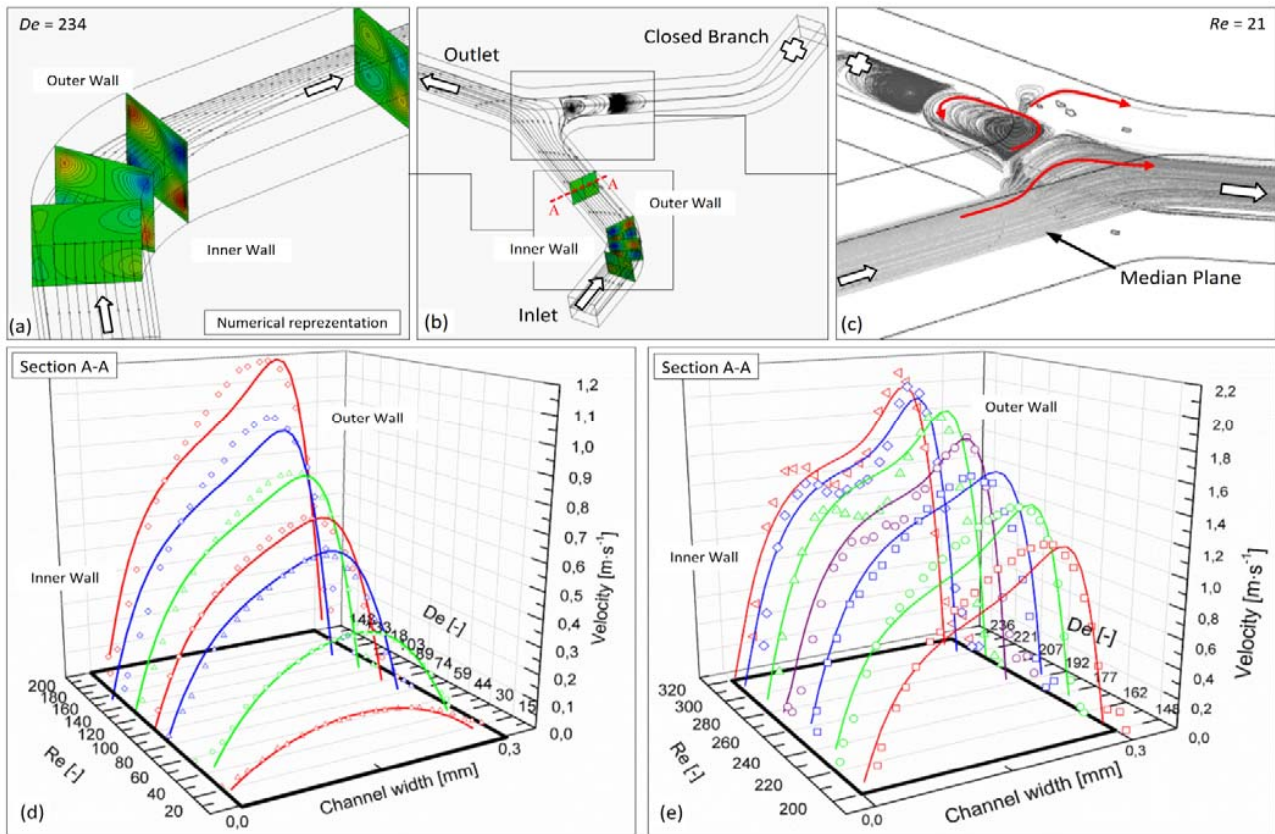 De = 234
Outer Wall
Inner Wall
(a)
Numerical reprezentation
Closed Branch
Outlet
A
A
Outer Wall
Inner Wall
(b)
Inlet
Re = 21
(c)
Median Plane
Section A-A
Outer Wall
Inner Wall
1,2
1,1
1,0
0,9
0,8
0,7
0,6
0,5
0,4
0,3
0,2
0,1
0,0
Velocity [m·s⁻¹]
De [-]
103
89
74
59
44
30
15
200
180
160
140
120
100
80
60
40
20
Re [-]
0,0
Channel width [mm]
0,3
(d)
Section A-A
Outer Wall
Inner Wall
2,2
2,0
1,8
1,6
1,4
1,2
1,0
0,8
0,6
0,4
0,2
0,0
Velocity [m·s⁻¹]
De [-]
236
221
207
192
177
162
148
320
300
280
260
240
220
200
Re [-]
0,0
Channel width [mm]
0,3
(e)